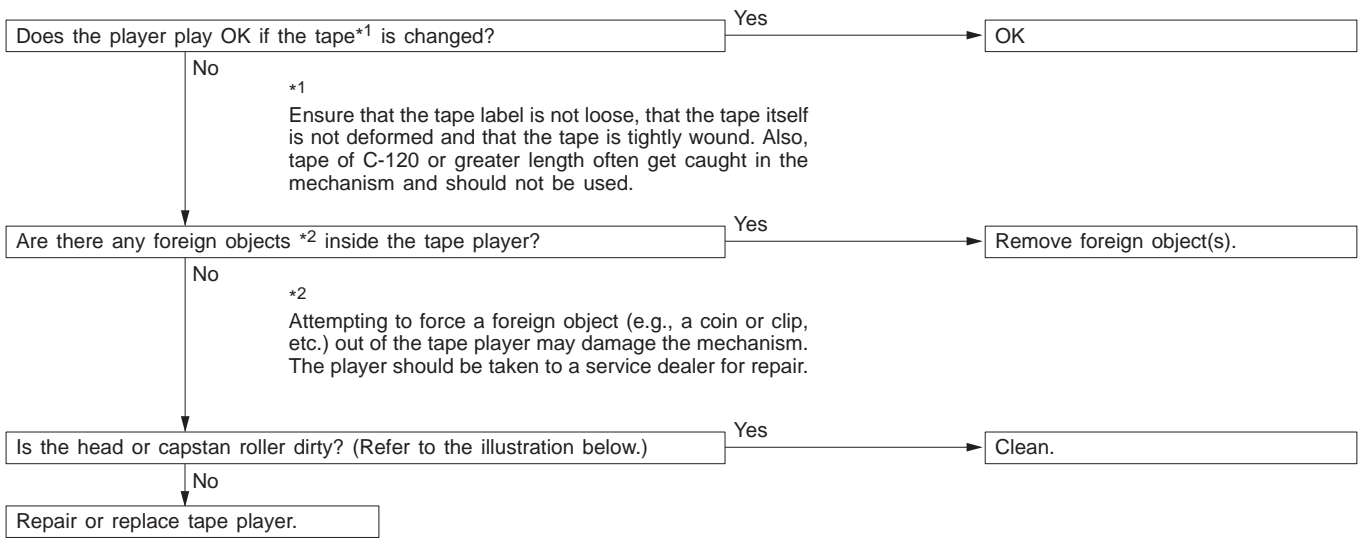 Does the player play OK if the tape*1 is changed?
Yes
OK
No
*1
Ensure that the tape label is not loose, that the tape itself
is not deformed and that the tape is tightly wound. Also,
tape of C-120 or greater length often get caught in the
mechanism and should not be used.
Are there any foreign objects *2 inside the tape player?
Yes
Remove foreign object(s).
No
*2
Attempting to force a foreign object (e.g., a coin or clip,
etc.) out of the tape player may damage the mechanism.
The player should be taken to a service dealer for repair.
Is the head or capstan roller dirty? (Refer to the illustration below.)
Yes
Clean.
No
Repair or replace tape player.